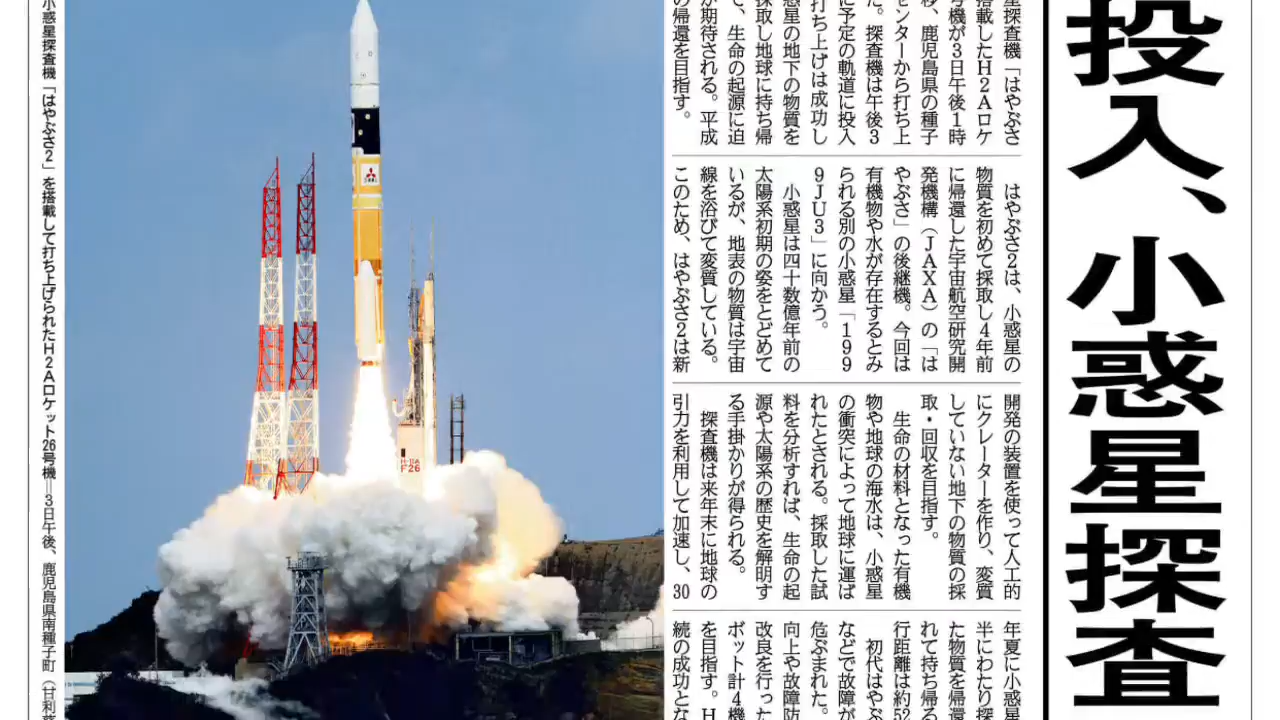 投入、小惑星探査
星探査機「はやぶさ
搭載したH2Aロケ
号機が3日午後1時
秒、鹿児島県の種子
センターから打ち上
た。探査機は午後3
に予定の軌道に投入
打ち上げは成功し
惑星の地下の物質を
採取し地球に持ち帰
で、生命の起源に迫
が期待される。平成
の帰還を目指す。
はやぶさ2は、小惑星の
物質を初めて採取し4年前
に帰還した宇宙航空研究開
発機構(JAXA)の「は
やぶさ」の後継機。今回は
有機物や水が存在するとみ
られる別の小惑星「199
9JU3」に向かう。
小惑星は四十数億年前の
太陽系初期の姿をとどめて
いるが、地表の物質は宇宙
線を浴びて変質している。
このため、はやぶさ2は新
開発の装置を使って人工的
にクレーターを作り、変質
していない地下の物質の採
取・回収を目指す。
生命の材料となった有機
物や地球の海水は、小惑星
の衝突によって地球に運ば
れたとされる。採取した試
料を分析すれば、生命の起
源や太陽系の歴史を解明す
る手掛かりが得られる。
探査機は来年末に地球の
引力を利用して加速し、30
年夏に小惑星
半にわたり探
た物質を帰還
れて持ち帰る
行距離は約52
初代はやぶ
などで故障が
危ぶまれた。
向上や故障防
改良を行った
ボット計4機
を目指す。H
続の成功とな
小惑星探査機「はやぶさ2」を搭載して打ち上げられたH2Aロケット26号機=3日午後、鹿児島県南種子町(甘利慈
H-IIA
F26